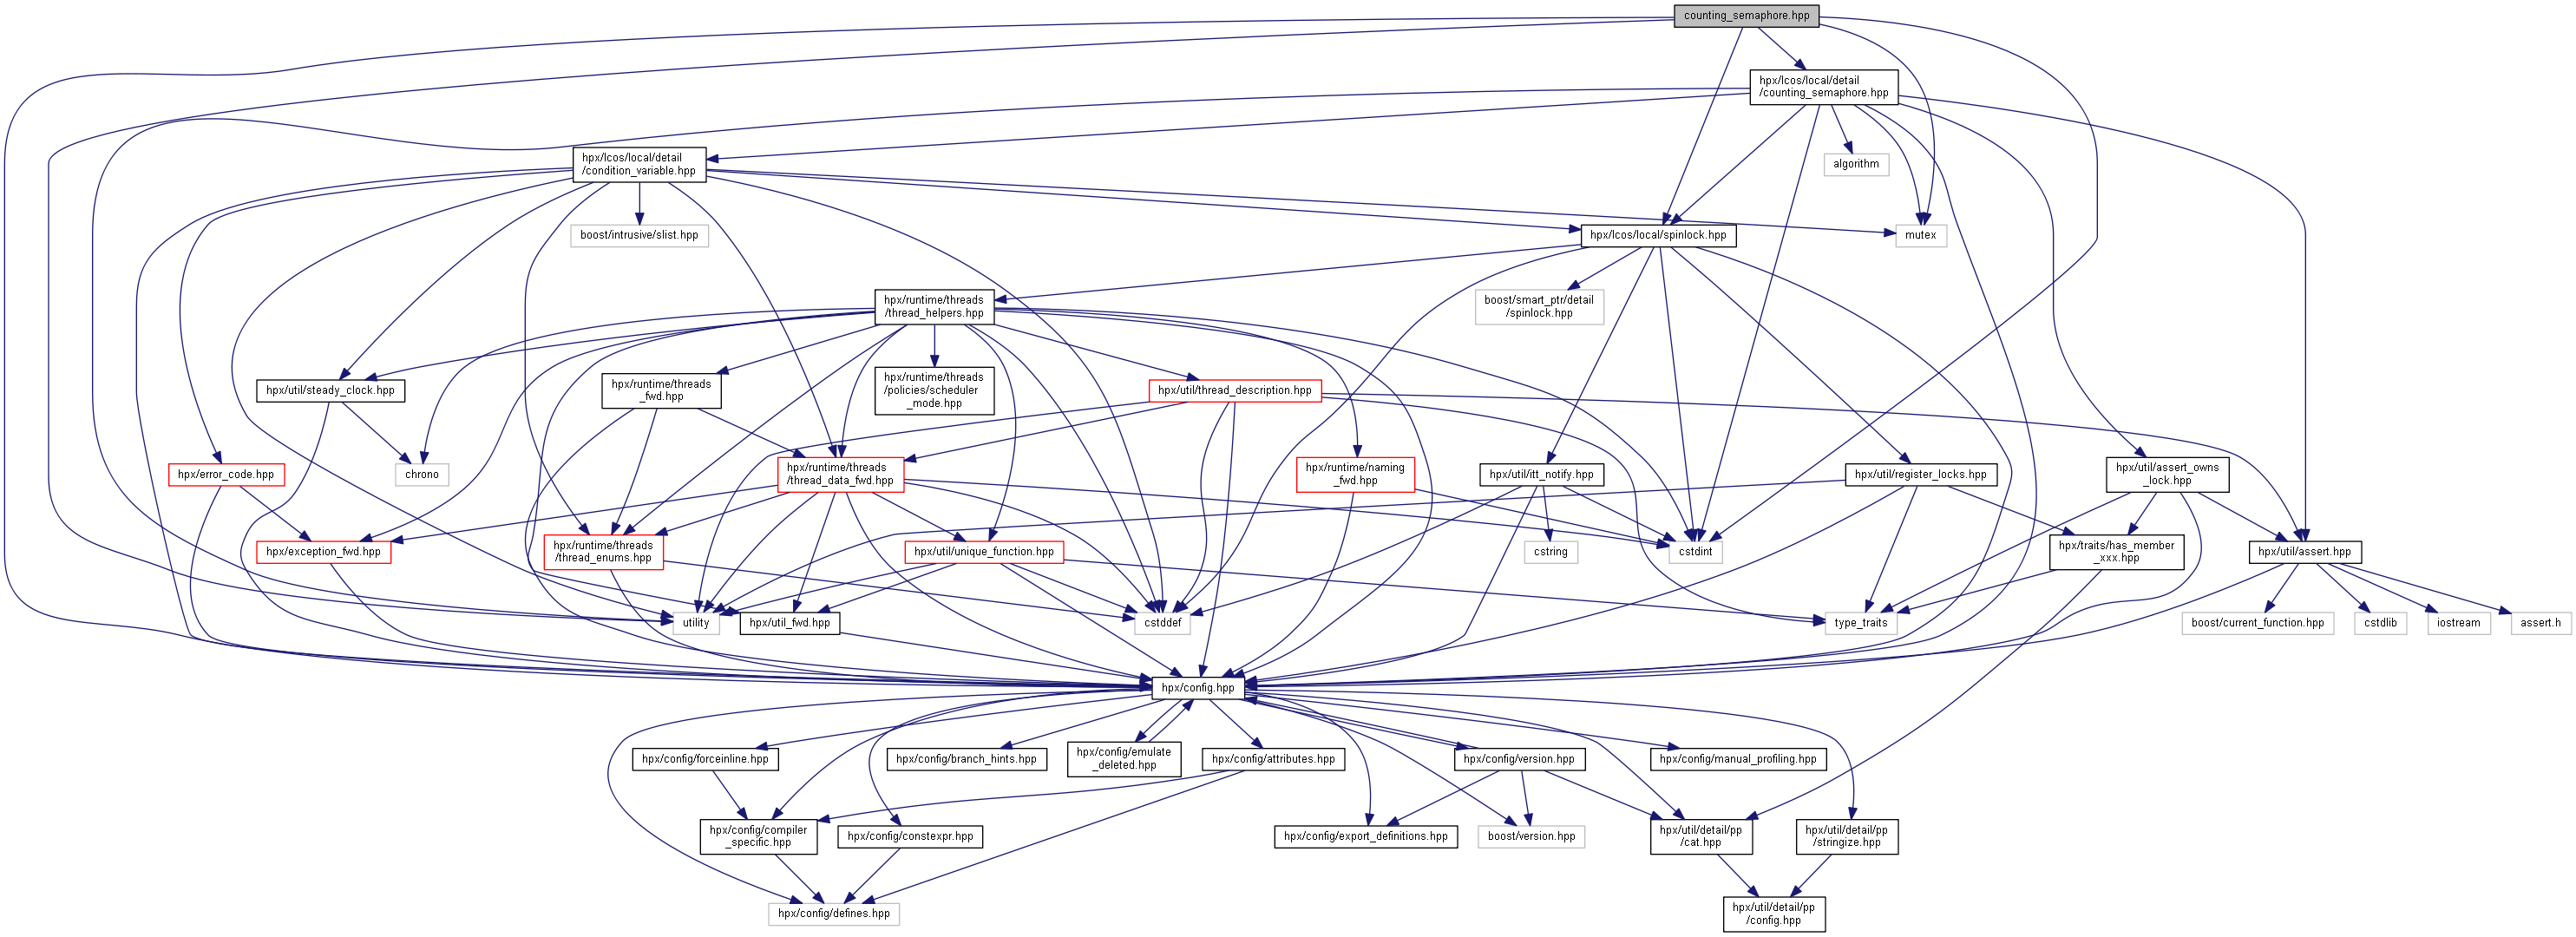 counting_semaphore.hpp
hpx/lcos/local/detail
/counting_semaphore.hpp
hpx/lcos/local/detail
/condition_variable.hpp
algorithm
boost/intrusive/slist.hpp
hpx/lcos/local/spinlock.hpp
mutex
hpx/runtime/threads
/thread_helpers.hpp
boost/smart_ptr/detail
/spinlock.hpp
hpx/util/steady_clock.hpp
hpx/runtime/threads
_fwd.hpp
hpx/runtime/threads
/policies/scheduler
_mode.hpp
hpx/util/thread_description.hpp
hpx/error_code.hpp
chrono
hpx/runtime/threads
/thread_data_fwd.hpp
hpx/runtime/naming
_fwd.hpp
hpx/util/itt_notify.hpp
hpx/util/register_locks.hpp
hpx/util/assert_owns
_lock.hpp
hpx/exception_fwd.hpp
hpx/runtime/threads
/thread_enums.hpp
hpx/util/unique_function.hpp
cstring
cstdint
hpx/traits/has_member
_xxx.hpp
hpx/util/assert.hpp
utility
hpx/util_fwd.hpp
cstddef
type_traits
boost/current_function.hpp
cstdlib
iostream
assert.h
hpx/config.hpp
hpx/config/forceinline.hpp
hpx/config/branch_hints.hpp
hpx/config/emulate
_deleted.hpp
hpx/config/attributes.hpp
hpx/config/version.hpp
hpx/config/manual_profiling.hpp
hpx/config/compiler
_specific.hpp
hpx/config/constexpr.hpp
hpx/config/export_definitions.hpp
boost/version.hpp
hpx/util/detail/pp
/cat.hpp
hpx/util/detail/pp
/stringize.hpp
hpx/config/defines.hpp
hpx/util/detail/pp
/config.hpp